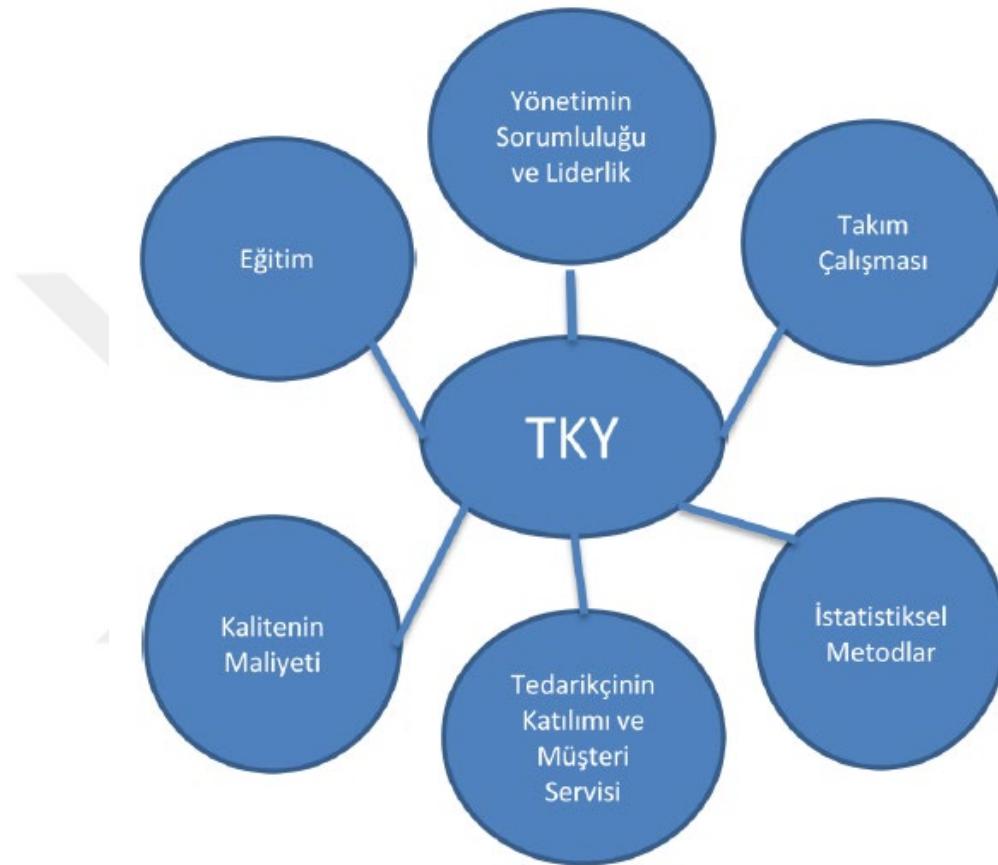 Yönetimin
Sorumluluğu
ve Liderlik
Takım
Çalışması
Eğitim
TKY
İstatistiksel
Metodlar
Kalitenin
Maliyeti
Tedarikçinin
Katılımı ve
Müşteri
Servisi